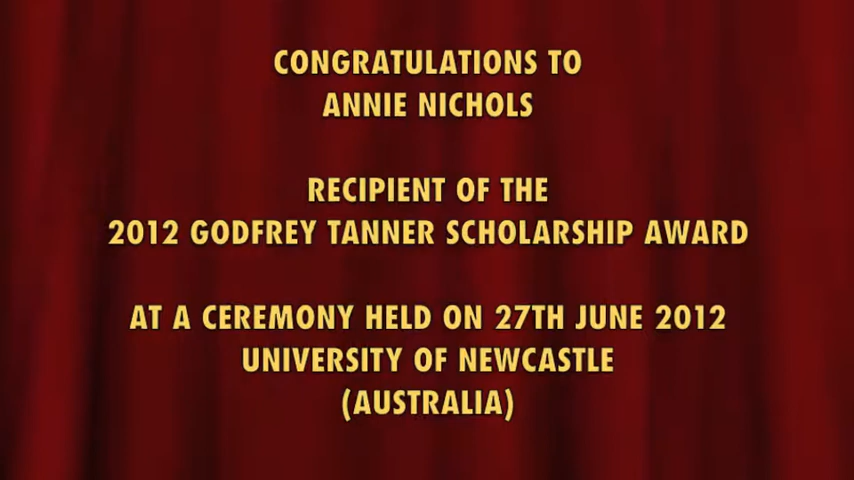 CONGRATULATIONS TO
ANNIE NICHOLS
RECIPIENT OF THE
2012 GODFREY TANNER SCHOLARSHIP AWARD
AT A CEREMONY HELD ON 27TH JUNE 2012
UNIVERSITY OF NEWCASTLE
(AUSTRALIA)